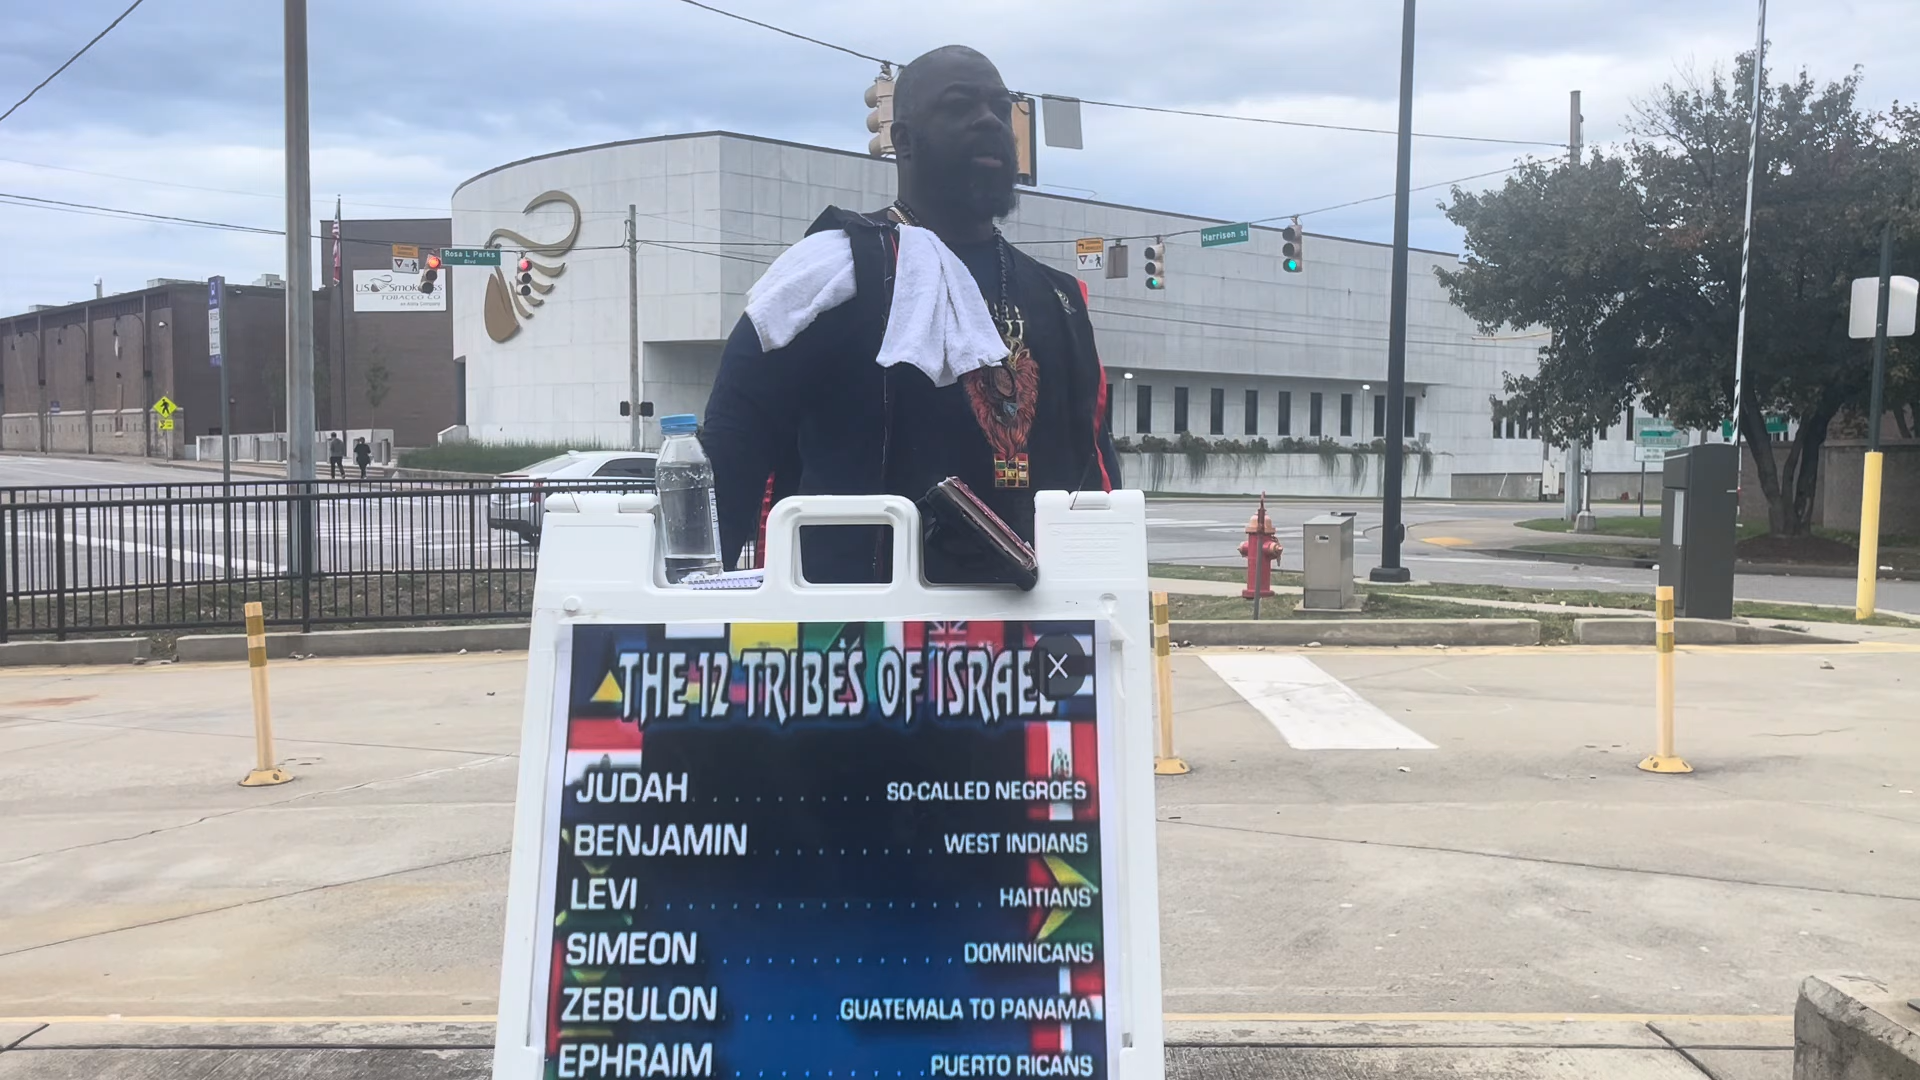 Rosa L Parks
Blvd
Harrison St
US Smokeless
TOBACCO CO.
THE 12 TRIBES OF ISRAEL
JUDAH . . . . . . . . . . SO-CALLED NEGROES
BENJAMIN . . . . . . . . . WEST INDIANS
LEVI . . . . . . . . . . . . . . . . HAITIANS
SIMEON . . . . . . . . . . . DOMINICANS
ZEBULON . . . . . . GUATEMALA TO PANAMA
EPHRAIM . . . . . . . . . PUERTO RICANS